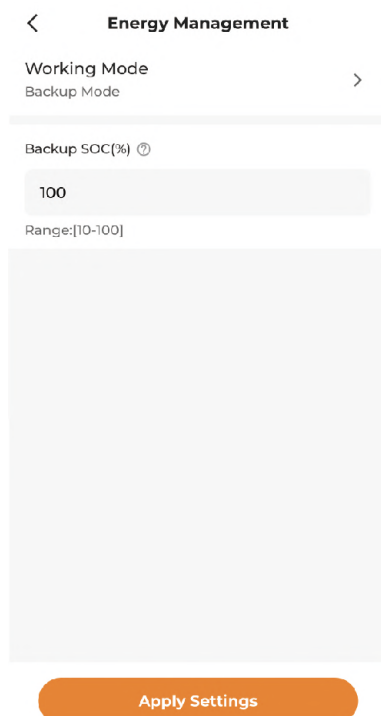 Energy Management
Working Mode
Backup Mode
Backup SOC(%)
100
Range:[10-100]
Apply Settings